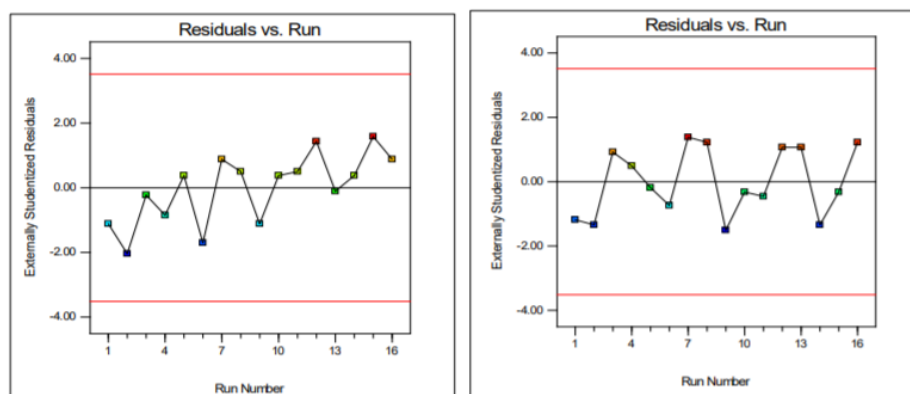 Residuals vs. Run
Externally Studentized Residuals
4.00
2.00
0.00
-2.00
-4.00
1 4 7 10 13 16
Run Number
Residuals vs. Run
Externally Studentized Residuals
4.00
2.00
0.00
-2.00
-4.00
1 4 7 10 13 16
Run Number